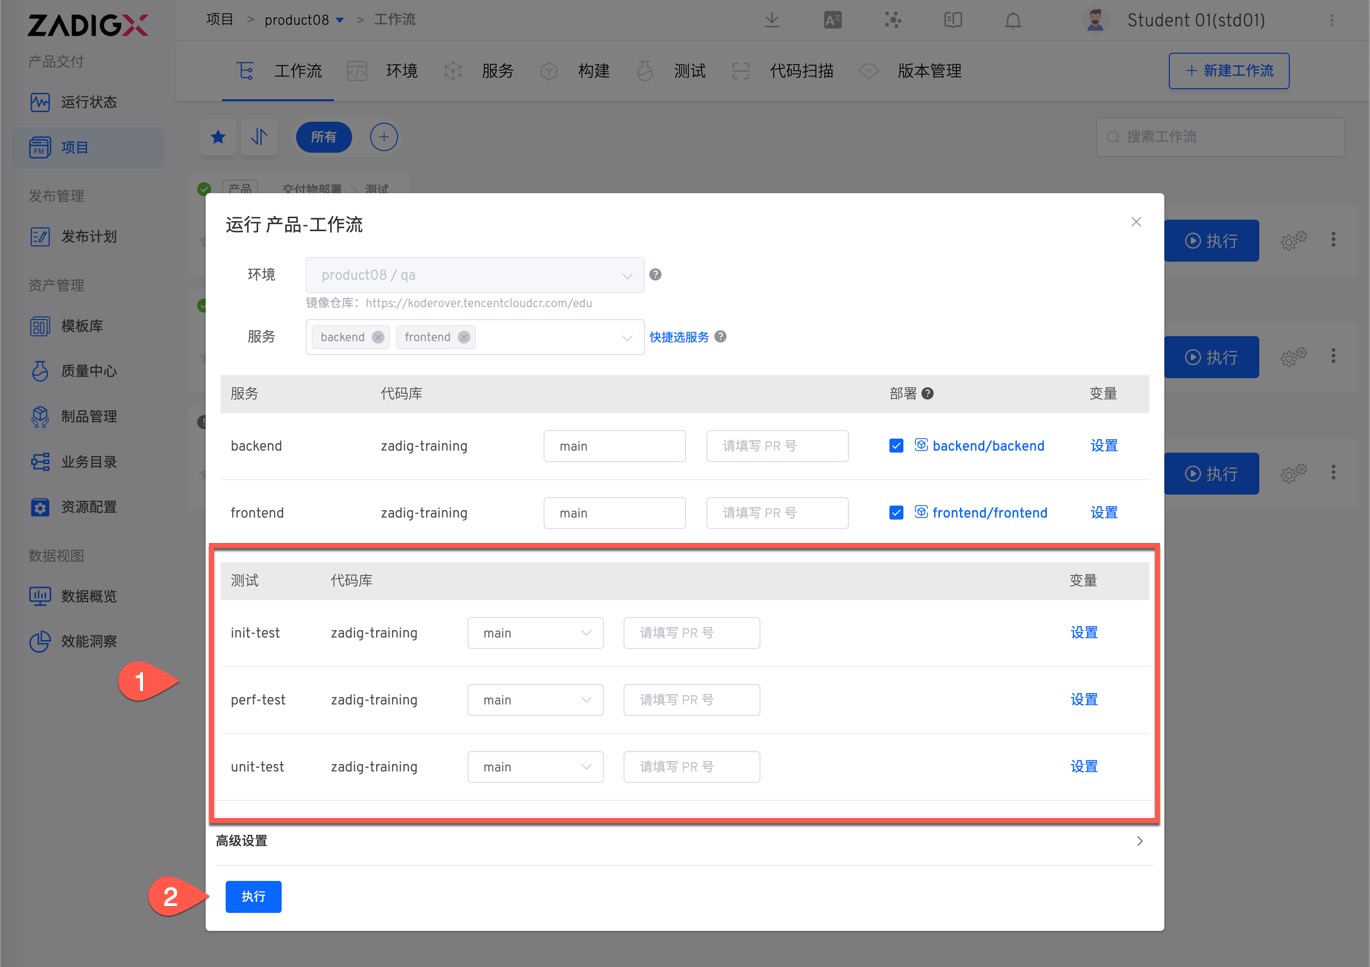 ZADIGX
项目 > product08 > 工作流
Student 01(std01)
产品交付
运行状态
项目
发布管理
发布计划
资产管理
模板库
质量中心
制品管理
业务目录
资源配置
数据视图
数据概览
效能洞察
工作流 环境 服务 构建 测试 代码扫描 版本管理
+ 新建工作流
所有
搜索工作流
产品 交付物部署 测试
执行
执行
执行
运行 产品-工作流
环境 product08 / qa
镜像仓库: https://koderover.tencentcloudcr.com/edu
服务 backend frontend 快捷选服务
服务 代码库 部署 变量
backend zadig-training main 请填写 PR 号 backend/backend 设置
frontend zadig-training main 请填写 PR 号 frontend/frontend 设置
测试 代码库 变量
init-test zadig-training main 请填写 PR 号 设置
perf-test zadig-training main 请填写 PR 号 设置
unit-test zadig-training main 请填写 PR 号 设置
1
高级设置
2
执行